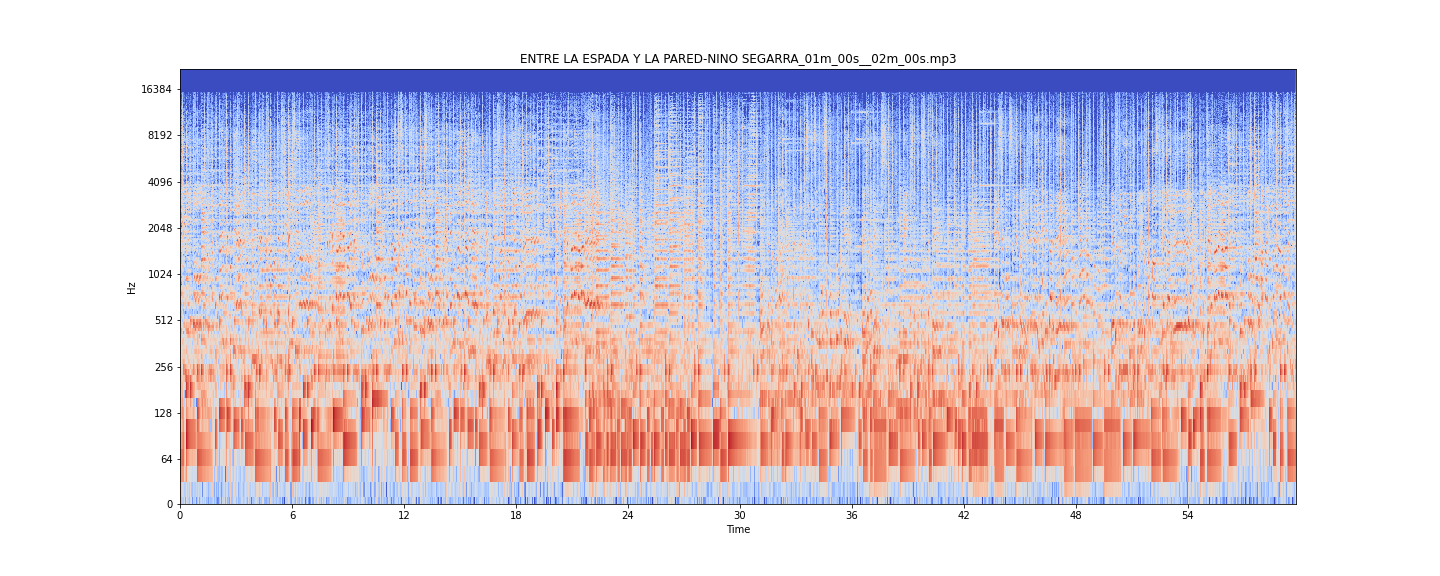 ENTRE LA ESPADA Y LA PARED-NINO SEGARRA_01m_00s__02m_00s.mp3
Hz
16384
8192
4096
2048
1024
512
256
128
64
0
0 6 12 18 24 30 36 42 48 54
Time